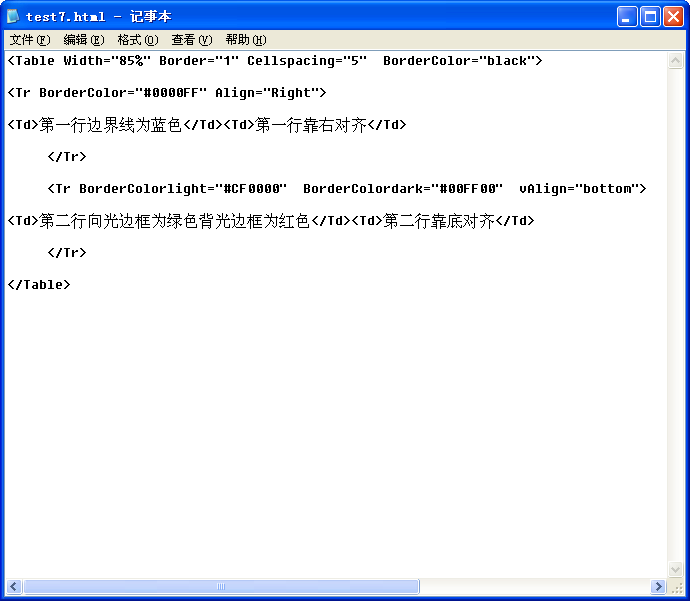 test7.html - 记事本
文件(F) 编辑(E) 格式(O) 查看(V) 帮助(H)
<Table Width="85%" Border="1" Cellspacing="5"  BorderColor="black">
<Tr BorderColor="#0000FF" Align="Right">
<Td>第一行边界线为蓝色</Td><Td>第一行靠右对齐</Td>
</Tr>
<Tr BorderColorlight="#CF0000"  BorderColordark="#00FF00"  vAlign="bottom">
<Td>第二行向光边框为绿色背光边框为红色</Td><Td>第二行靠底对齐</Td>
</Tr>
</Table>